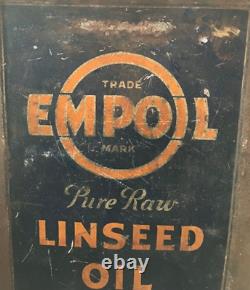 TRADE
EMPOIL
MARK
Pure Raw
LINSEED
OIL